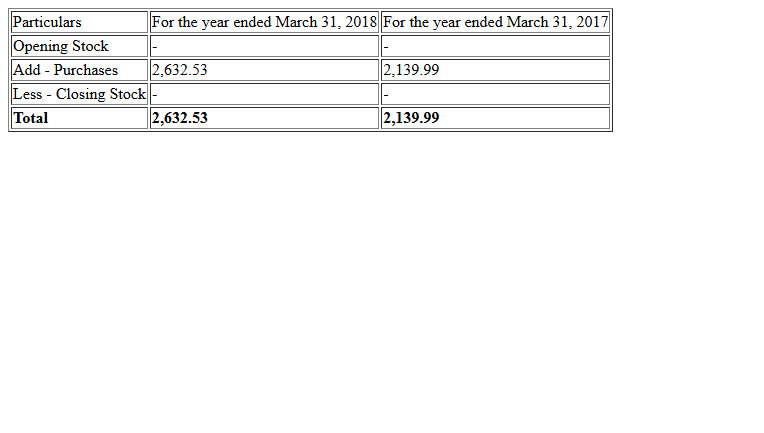 Particulars For the year ended March 31, 2018 For the year ended March 31, 2017
Opening Stock - -
Add - Purchases 2,632.53 2,139.99
Less - Closing Stock - -
Total 2,632.53 2,139.99